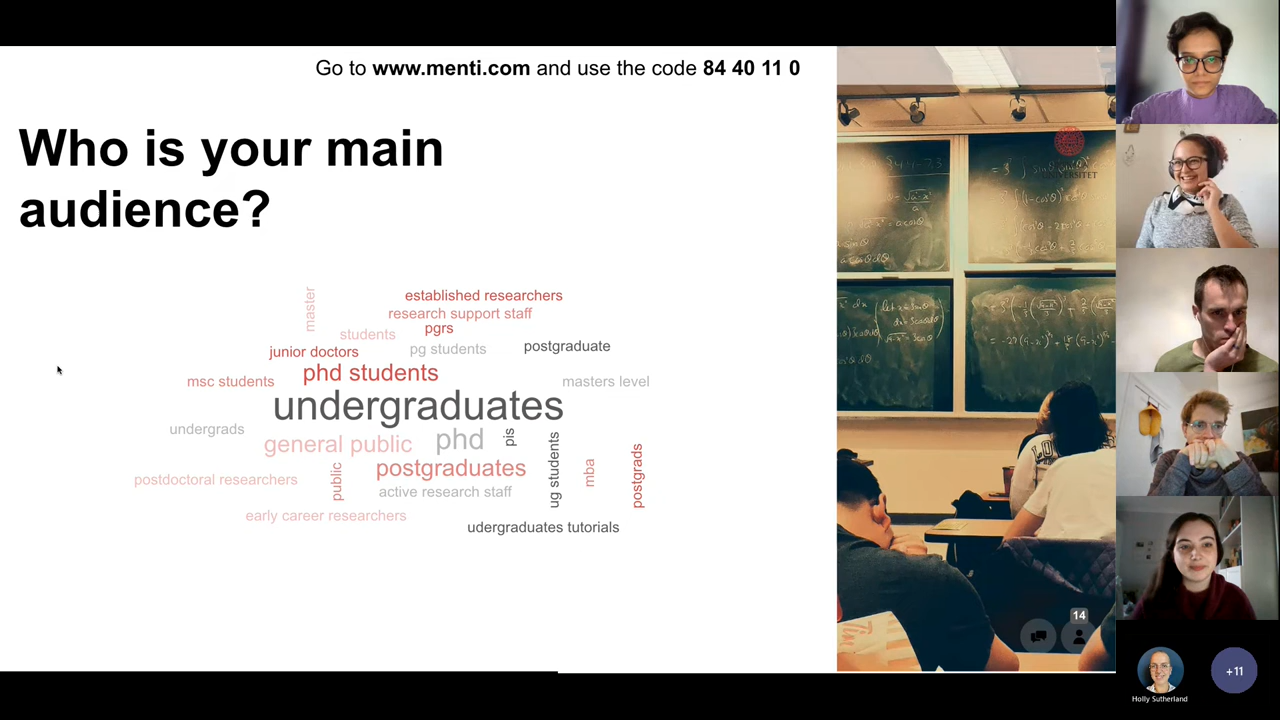 Go to www.menti.com and use the code 84 40 11 0
Who is your main
audience?
master
established researchers
research support staff
students
pgrs
junior doctors
pg students
postgraduate
msc students
phd students
masters level
undergraduates
undergrads
general public
phd
pis
ug students
mba
postgrads
postgraduates
postdoctoral researchers
public
active research staff
early career researchers
udergraduates tutorials
UNIVERSITET
14
Holly Sutherland
+11